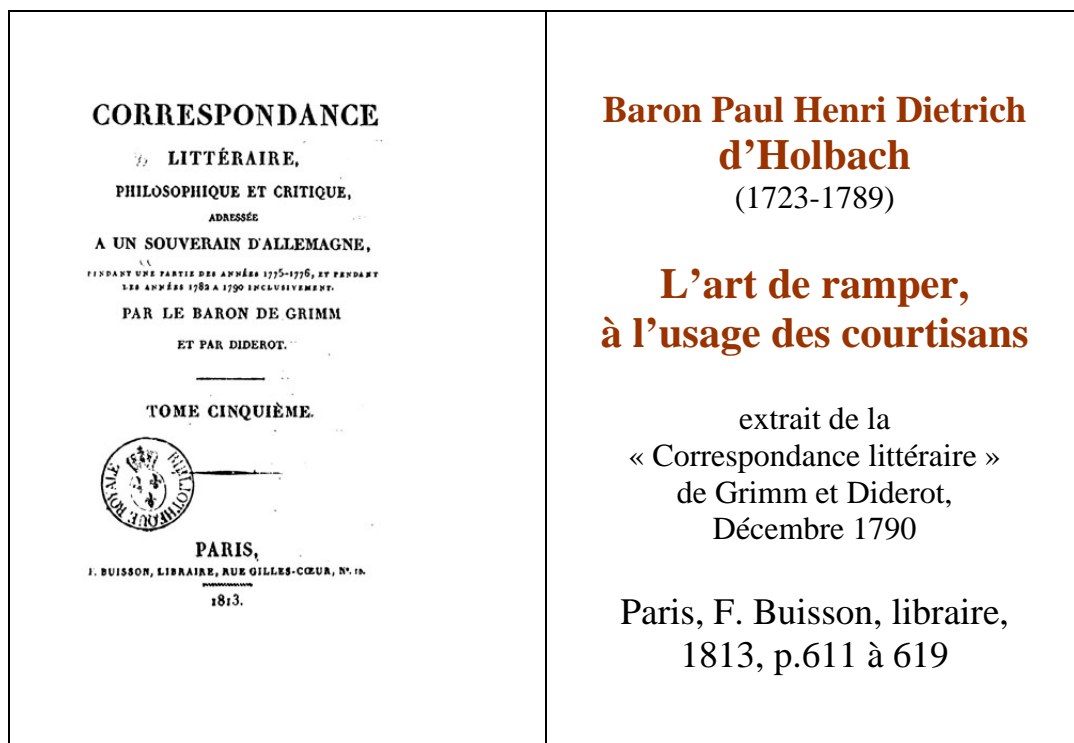 CORRESPONDANCE
LITTÉRAIRE,
PHILOSOPHIQUE ET CRITIQUE,
ADRESSÉE
A UN SOUVERAIN D'ALLEMAGNE,
PENDANT UNE PARTIE DES ANNÉES 1775-1776, ET PENDANT
LES ANNÉES 1782 A 1790 INCLUSIVEMENT.
PAR LE BARON DE GRIMM
ET PAR DIDEROT.
TOME CINQUIÈME.
BIBLIOTHEQUE ROYALE
PARIS,
F. BUISSON, LIBRAIRE, RUE GILLES-CŒUR, Nº. 10.
1813.
Baron Paul Henri Dietrich
d'Holbach
(1723-1789)
L'art de ramper,
à l'usage des courtisans
extrait de la
« Correspondance littéraire »
de Grimm et Diderot,
Décembre 1790
Paris, F. Buisson, libraire,
1813, p.611 à 619